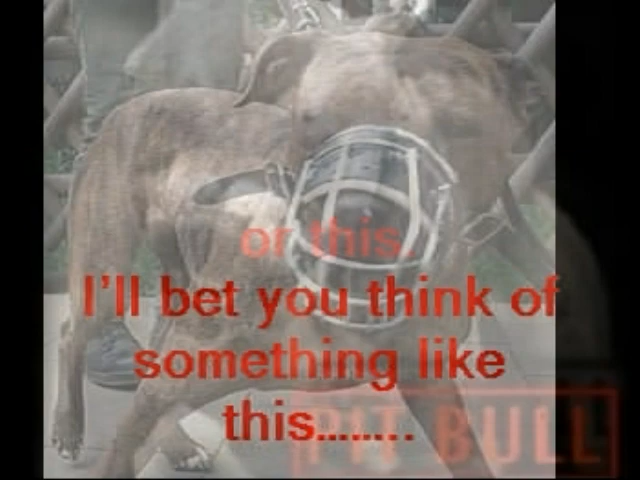 or this.
I'll bet you think of
something like
this........
PIT BULL